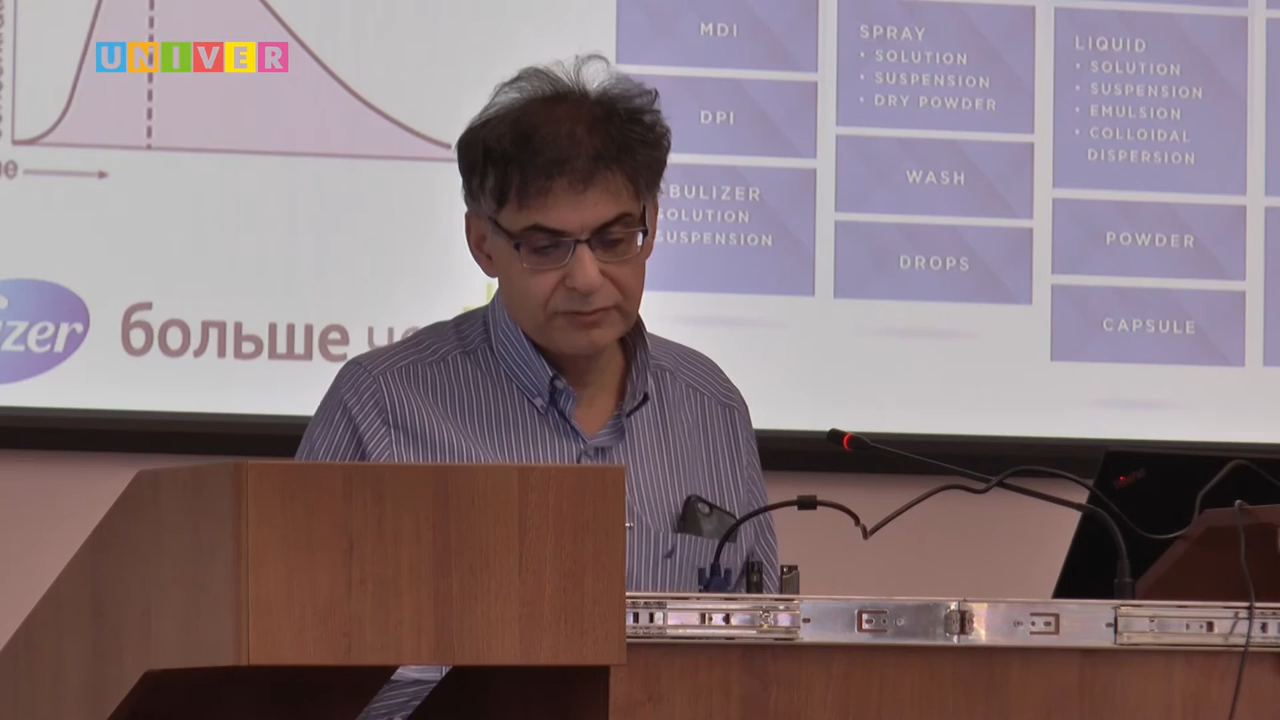 UNIVER
MDI
DPI
SOLUTION
SUSPENSION
SPRAY
• SOLUTION
• SUSPENSION
• DRY POWDER
WASH
DROPS
LIQUID
• SOLUTION
• SUSPENSION
• EMULSION
• COLLOIDAL
DISPERSION
POWDER
CAPSULE
больше